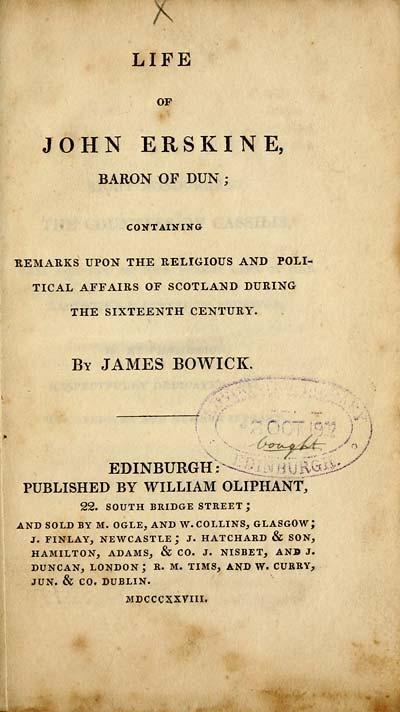 LIFE
OF
JOHN ERSKINE,
BARON OF DUN;
CONTAINING
REMARKS UPON THE RELIGIOUS AND POLI-
TICAL AFFAIRS OF SCOTLAND DURING
THE SIXTEENTH CENTURY.
BY JAMES BOWICK.
OCT
bought
EDINBURGH.
EDINBURGH:
PUBLISHED BY WILLIAM OLIPHANT,
22. SOUTH BRIDGE STREET;
AND SOLD BY M. OGLE, AND W. COLLINS, GLASGOW;
J. FINLAY, NEWCASTLE; J. HATCHARD & SON,
HAMILTON, ADAMS, & CO. J. NISBET, AND J.
DUNCAN, LONDON; R. M. TIMS, AND W. CURRY,
JUN. & CO. DUBLIN.
MDCCCXXVIII.